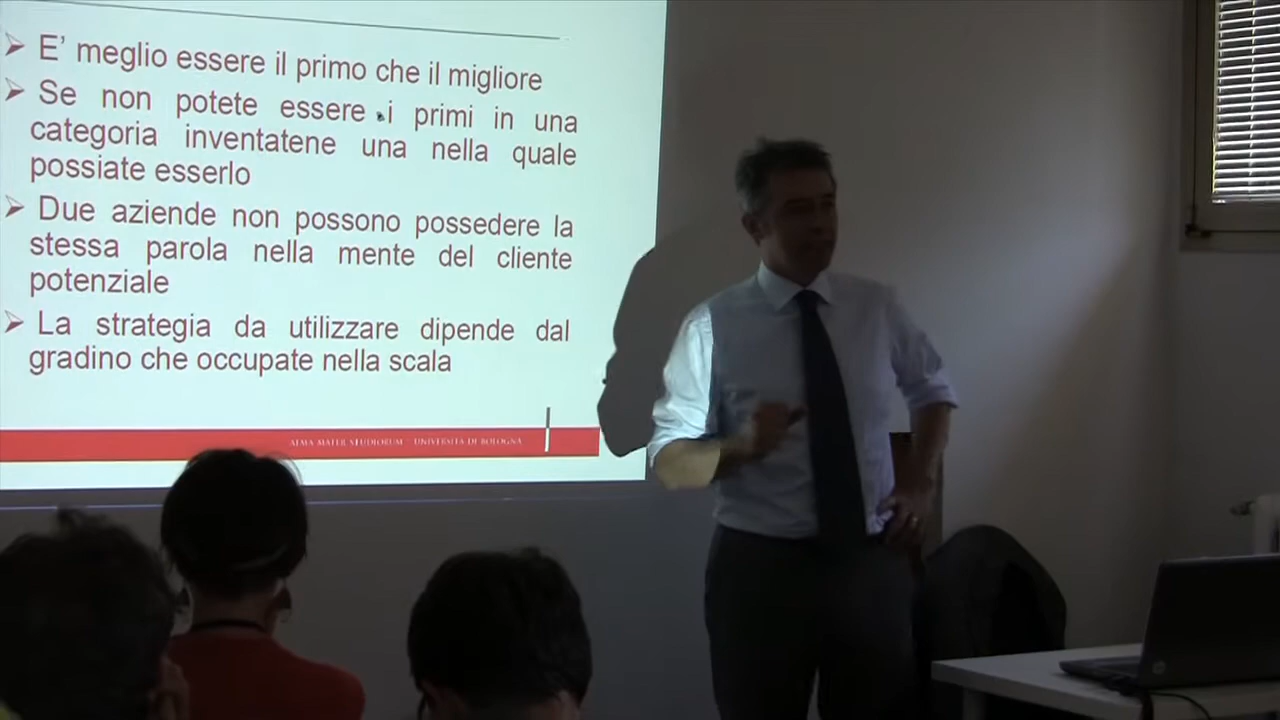 E' meglio essere il primo che il migliore
Se non potete essere i primi in una
categoria inventatene una nella quale
possiate esserlo
Due aziende non possono possedere la
stessa parola nella mente del cliente
potenziale
La strategia da utilizzare dipende dal
gradino che occupate nella scala
ALMA MATER STUDIORUM - UNIVERSITÀ DI BOLOGNA